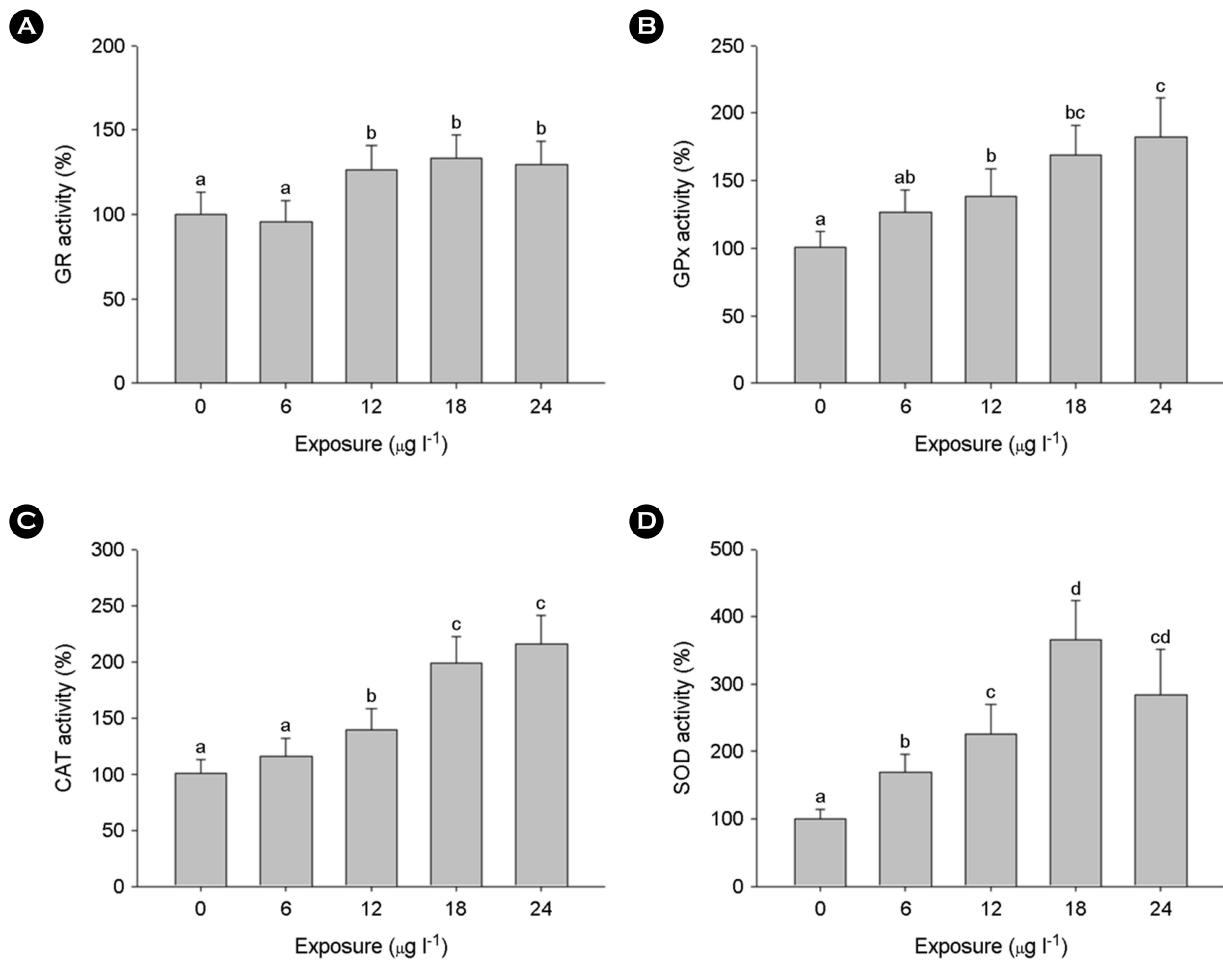 A
GR activity (%)
200
150
100
50
0
a
a
b
b
b
0 6 12 18 24
Exposure (μg l⁻¹)
B
GPx activity (%)
250
200
150
100
50
0
a
ab
b
bc
c
0 6 12 18 24
Exposure (μg l⁻¹)
C
CAT activity (%)
300
250
200
150
100
50
0
a
a
b
c
c
0 6 12 18 24
Exposure (μg l⁻¹)
D
SOD activity (%)
500
400
300
200
100
0
a
b
c
d
cd
0 6 12 18 24
Exposure (μg l⁻¹)